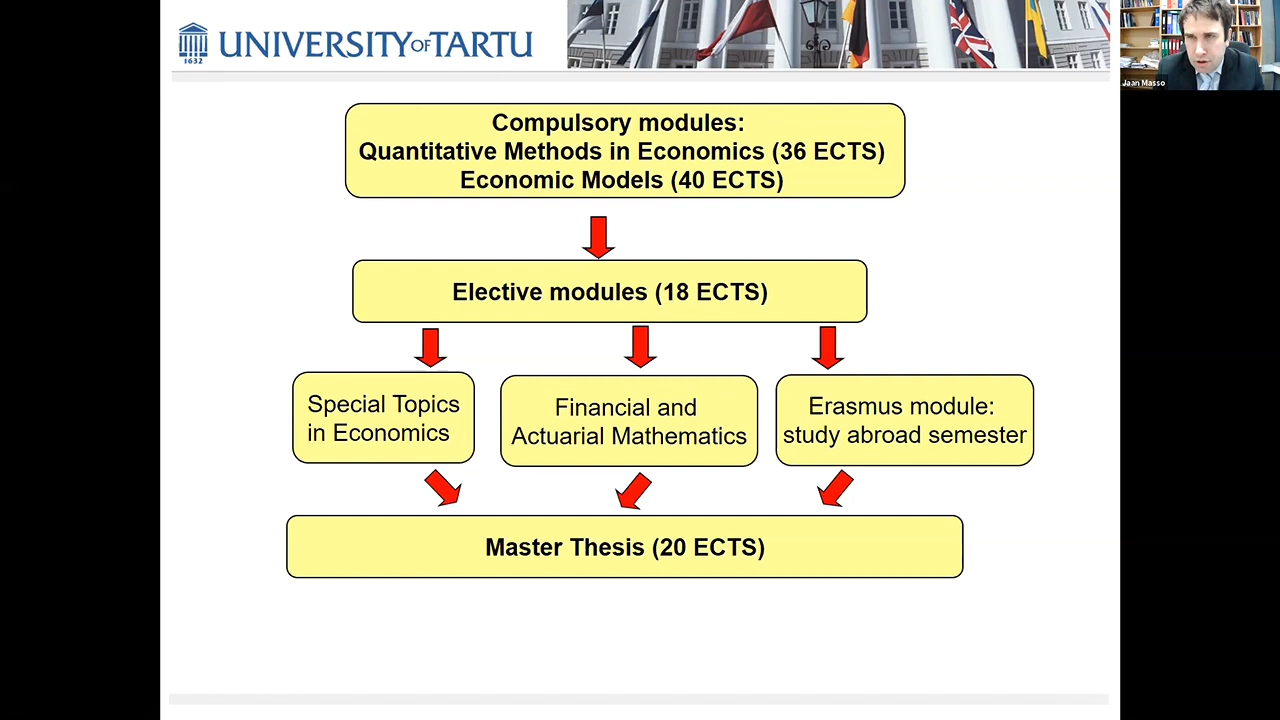 UNIVERSITY OF TARTU
1632
Jaan Masso
Compulsory modules:
Quantitative Methods in Economics (36 ECTS)
Economic Models (40 ECTS)
Elective modules (18 ECTS)
Special Topics
in Economics
Financial and
Actuarial Mathematics
Erasmus module:
study abroad semester
Master Thesis (20 ECTS)